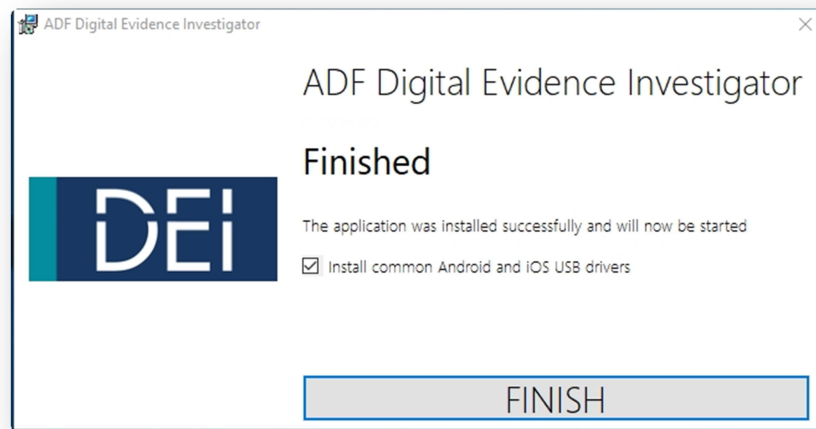 ADF Digital Evidence Investigator
ADF Digital Evidence Investigator
Finished
DEI
The application was installed successfully and will now be started
Install common Android and iOS USB drivers
FINISH